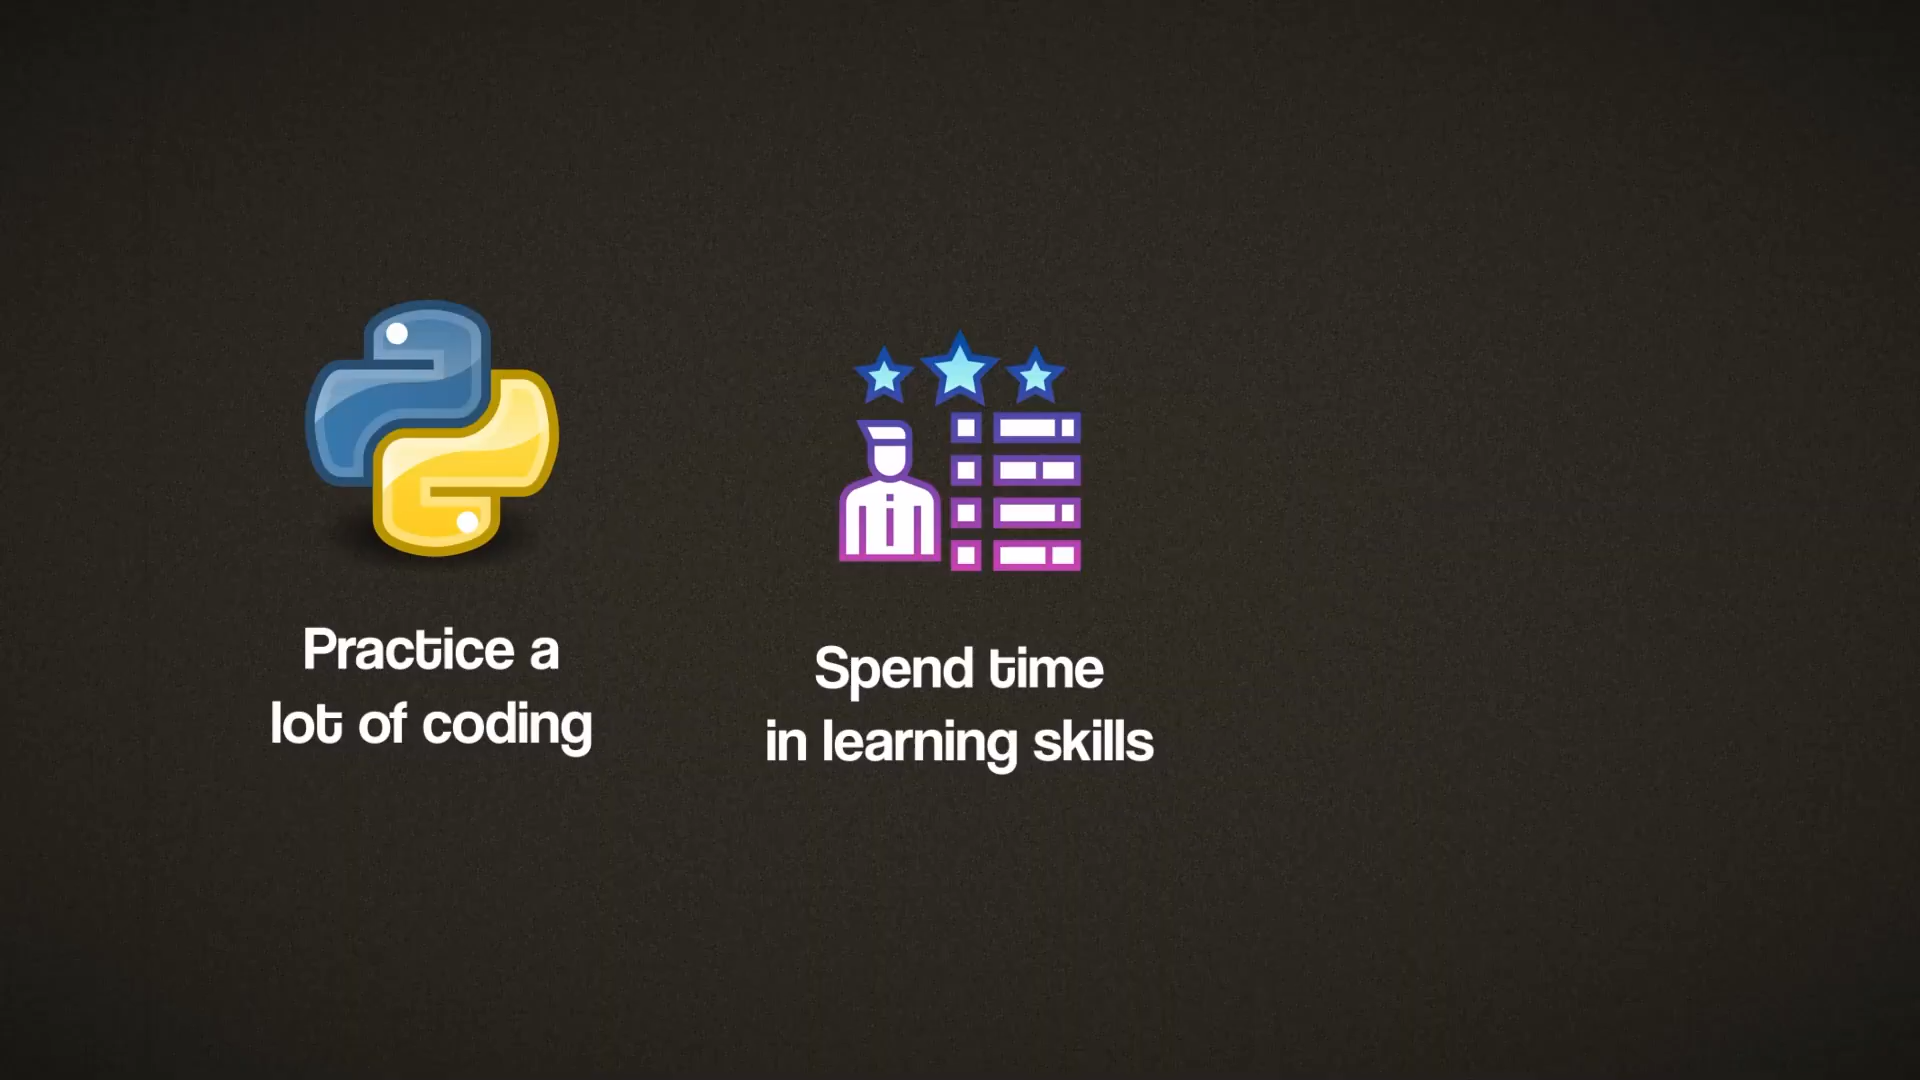 Practice a
lot of coding
Spend time
in learning skills